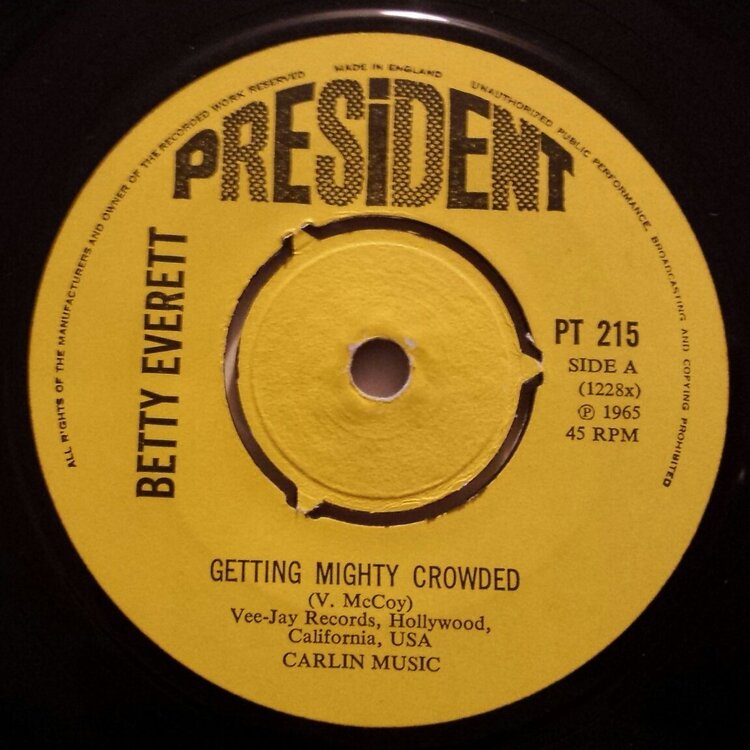 ALL RIGHTS OF THE MANUFACTURERS AND OWNER OF THE RECORDED WORK RESERVED MADE IN ENGLAND UNAUTHORIZED PUBLIC PERFORMANCE, BROADCASTING AND COPYING PROHIBITED
PRESiDENT
BETTY EVERETT
PT 215
SIDE A
(1228x)
℗ 1965
45 RPM
GETTING MIGHTY CROWDED
(V. McCoy)
Vee-Jay Records, Hollywood,
California, USA
CARLIN MUSIC